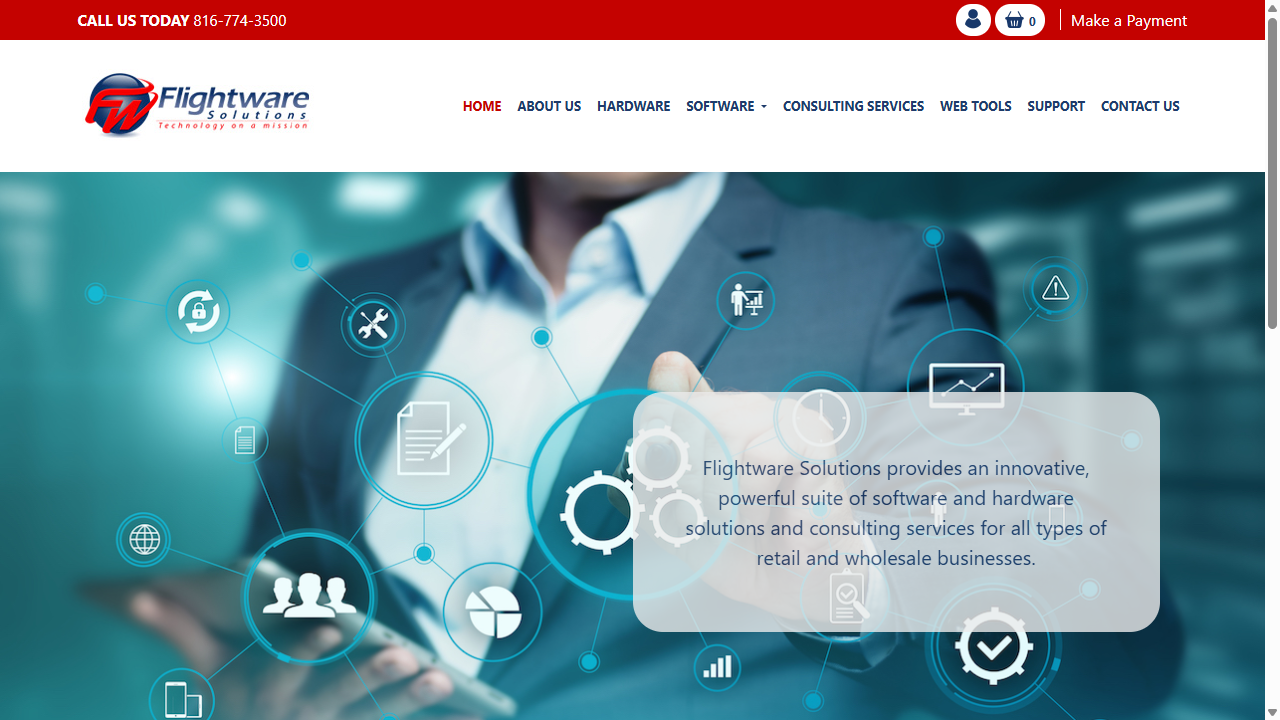 CALL US TODAY 816-774-3500
0
Make a Payment
FW Flightware
Solutions
Technology on a mission
HOME ABOUT US HARDWARE SOFTWARE CONSULTING SERVICES WEB TOOLS SUPPORT CONTACT US
Flightware Solutions provides an innovative,
powerful suite of software and hardware
solutions and consulting services for all types of
retail and wholesale businesses.